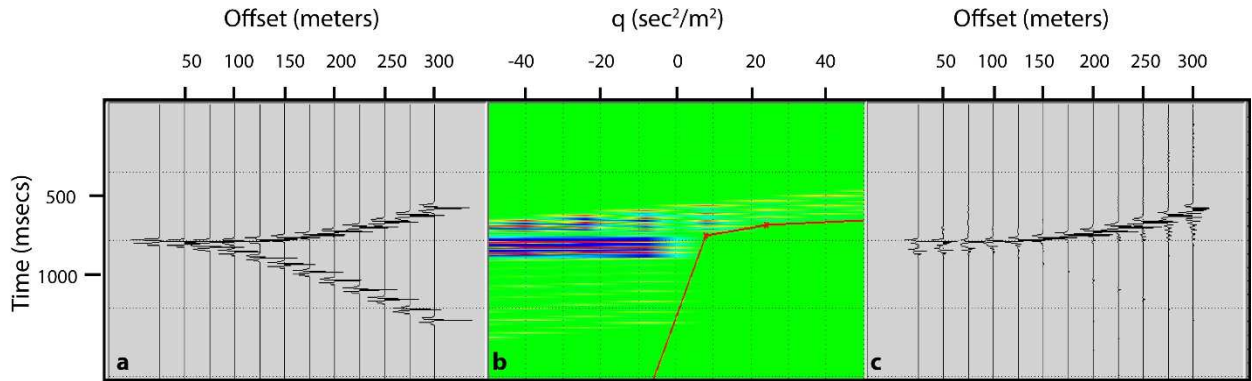 Offset (meters) q (sec²/m²) Offset (meters)
50 100 150 200 250 300 -40 -20 0 20 40 50 100 150 200 250 300
Time (msecs)
500
1000
a b c